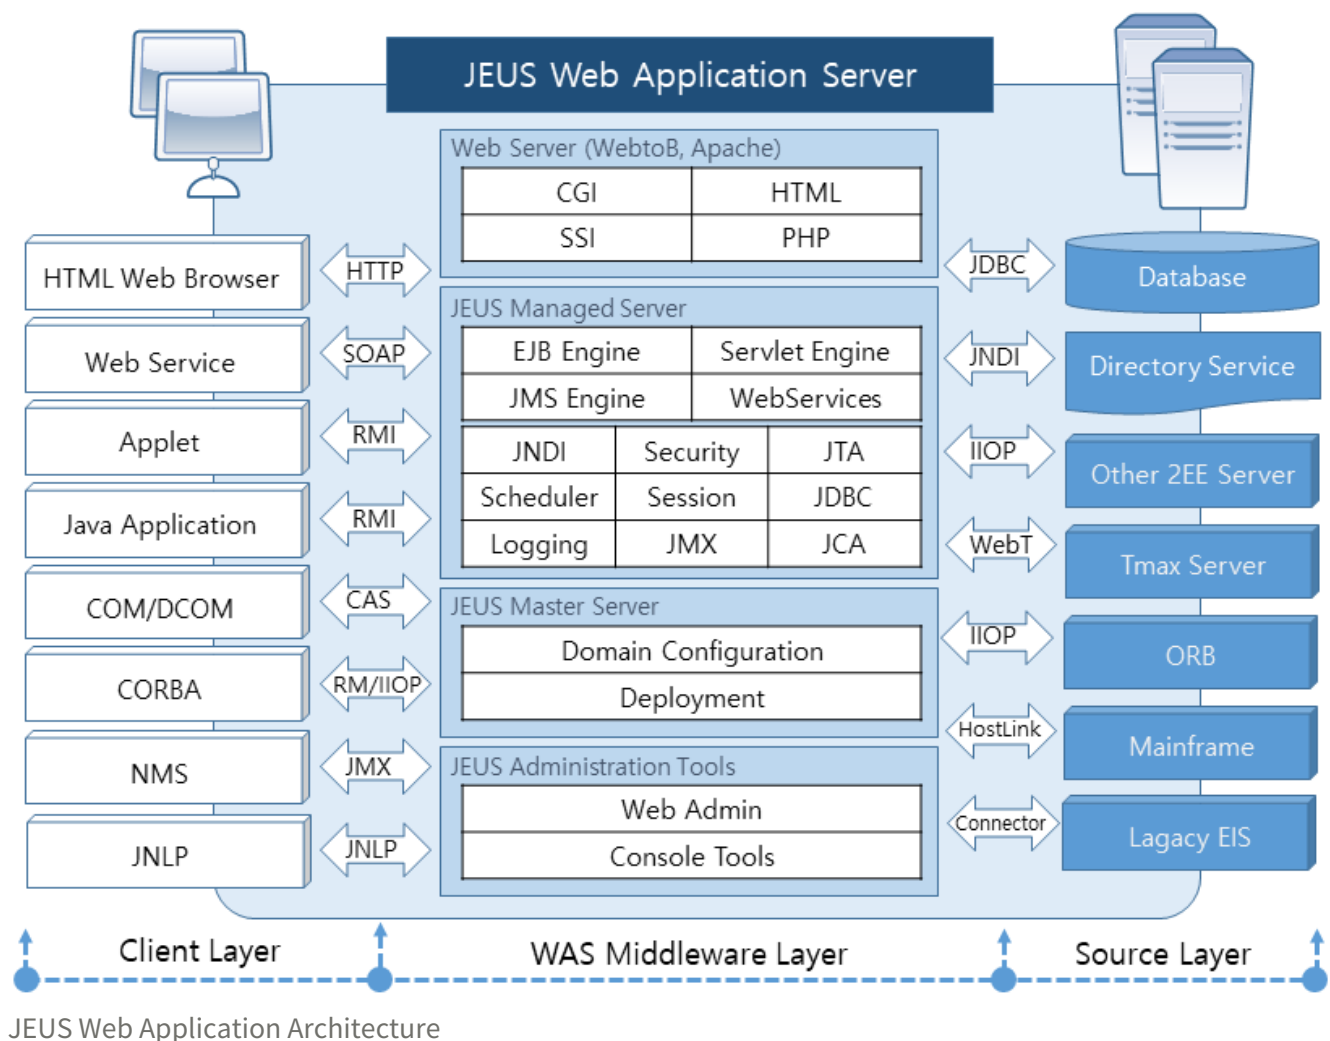 JEUS Web Application Server
HTML Web Browser
Web Service
Applet
Java Application
COM/DCOM
CORBA
NMS
JNLP
HTTP
SOAP
RMI
RMI
CAS
RM/IIOP
JMX
JNLP
Web Server (WebtoB, Apache)
CGI HTML
SSI PHP
JEUS Managed Server
EJB Engine Servlet Engine
JMS Engine WebServices
JNDI Security JTA
Scheduler Session JDBC
Logging JMX JCA
JEUS Master Server
Domain Configuration
Deployment
JEUS Administration Tools
Web Admin
Console Tools
JDBC
JNDI
IIOP
WebT
IIOP
HostLink
Connector
Database
Directory Service
Other 2EE Server
Tmax Server
ORB
Mainframe
Lagacy EIS
Client Layer WAS Middleware Layer Source Layer
JEUS Web Application Architecture